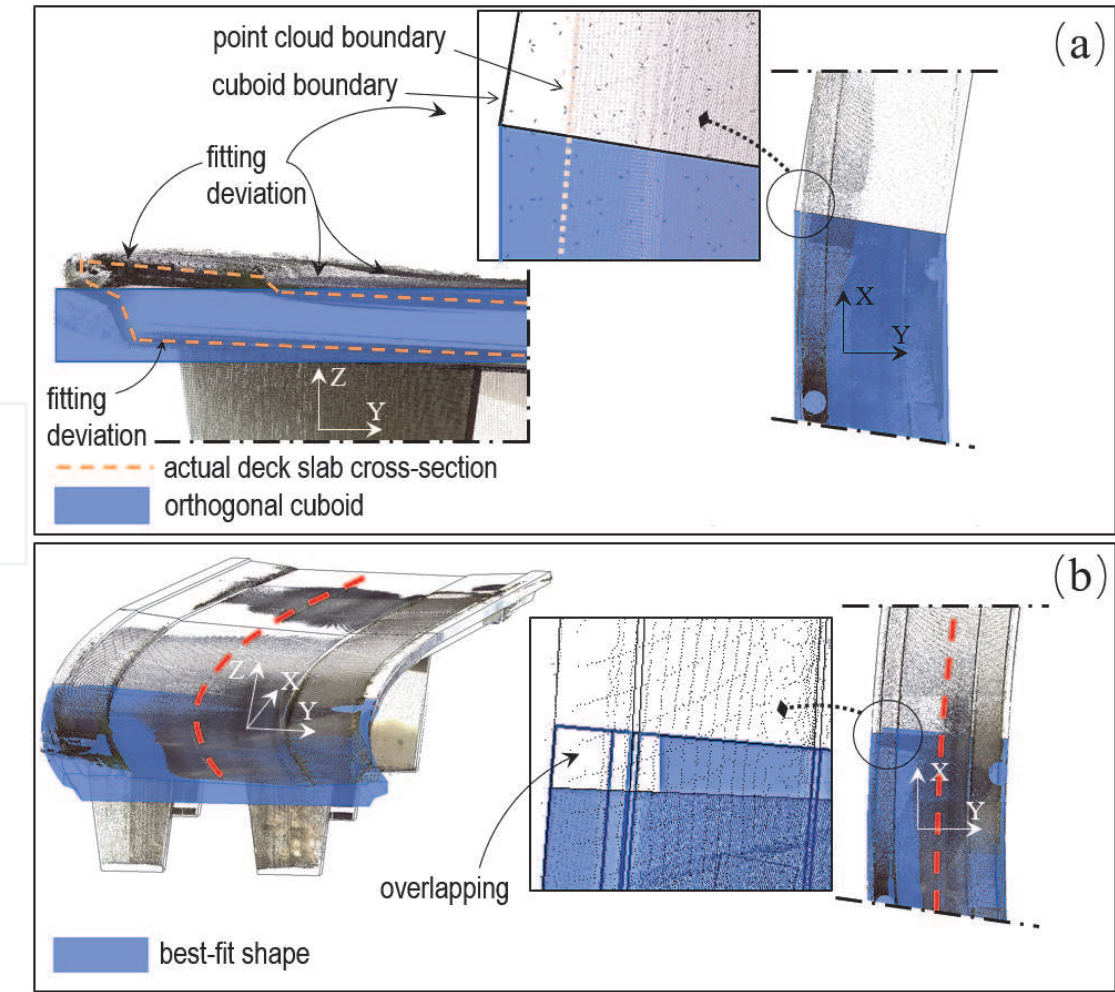 (a)
point cloud boundary
cuboid boundary
fitting
deviation
X
Y
Z
Y
fitting
deviation
actual deck slab cross-section
orthogonal cuboid
(b)
Z
X
Y
X
Y
overlapping
best-fit shape